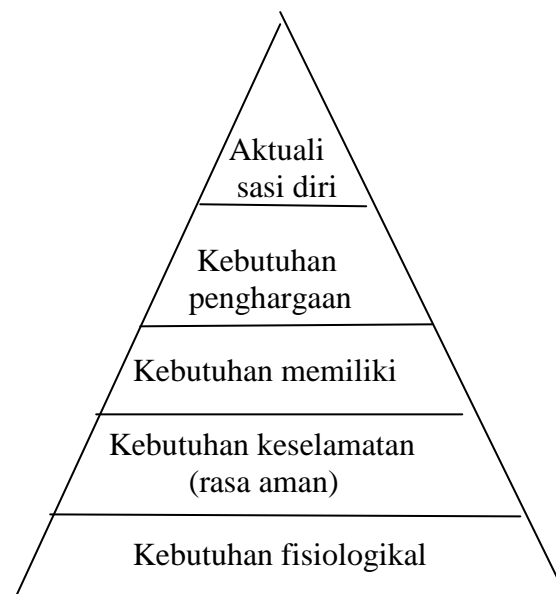 Aktuali
sasi diri
Kebutuhan
penghargaan
Kebutuhan memiliki
Kebutuhan keselamatan
(rasa aman)
Kebutuhan fisiologikal